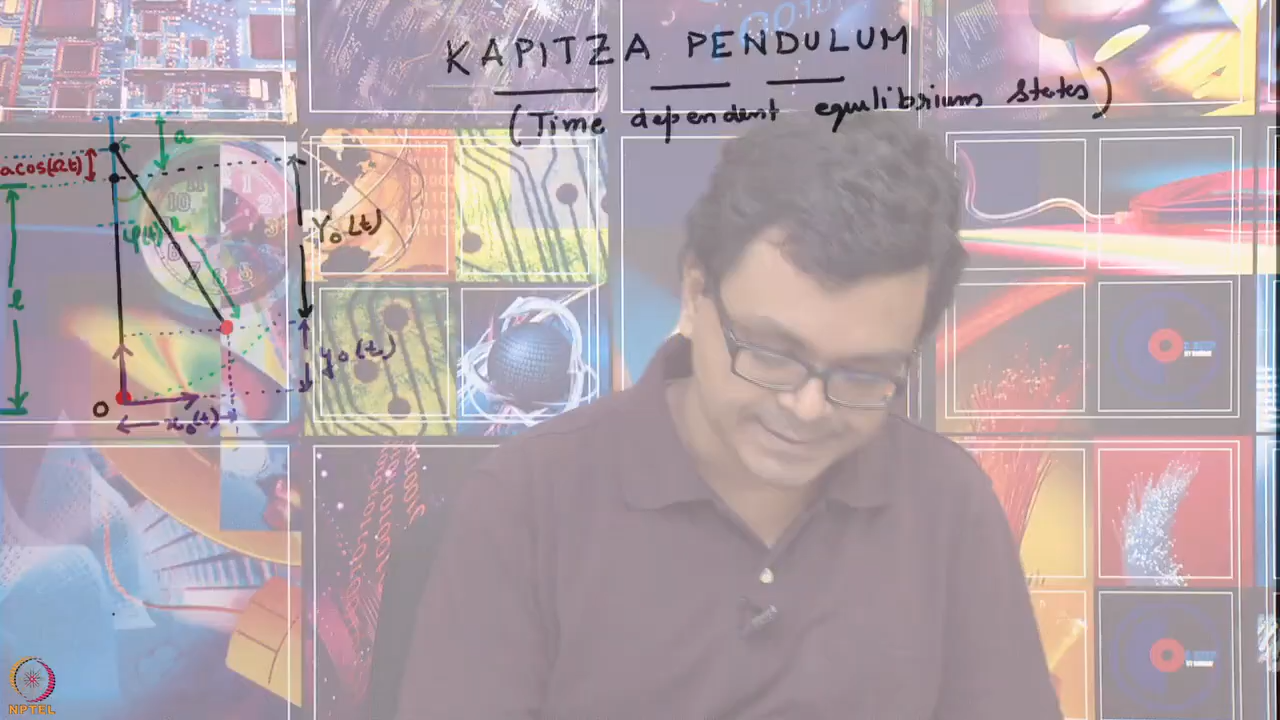 KAPITZA PENDULUM
(Time dependent equilibrium states)
a
acos(Ωt)
φ(t)
Y₀(t)
l
y₀(t)
O
x₀(t)
NPTEL